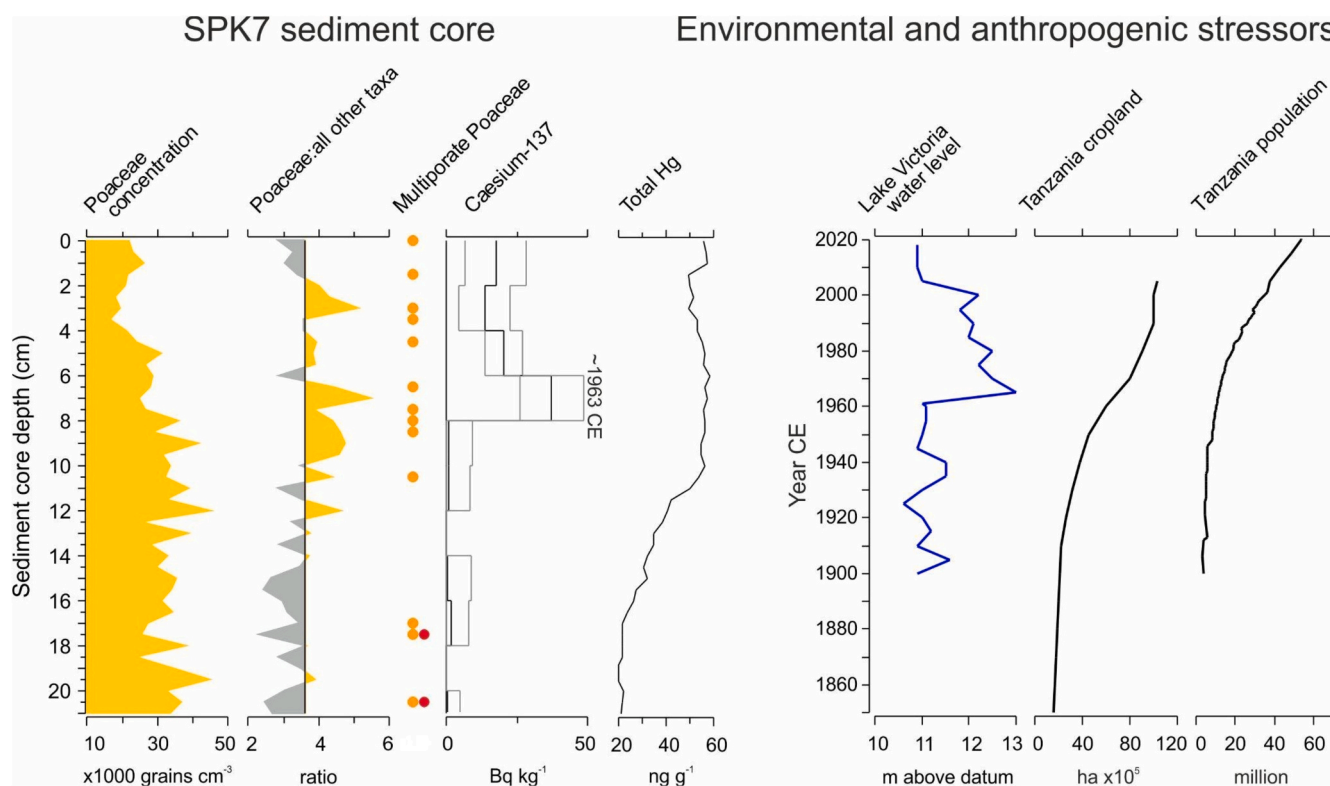 SPK7 sediment core
Environmental and anthropogenic stressors
Poaceae
concentration
Poaceae:all other taxa
Multiporate Poaceae
Caesium-137
Total Hg
Lake Victoria
water level
Tanzania cropland
Tanzania population
Sediment core depth (cm)
0
2
4
6
8
10
12
14
16
18
20
~1963 CE
Year CE
2020
2000
1980
1960
1940
1920
1900
1880
1860
10 30 50
2 4 6
0 50
20 40 60
10 11 12 13
0 40 80 120
0 20 40 60
x1000 grains cm⁻³
ratio
Bq kg⁻¹
ng g⁻¹
m above datum
ha x10⁵
million